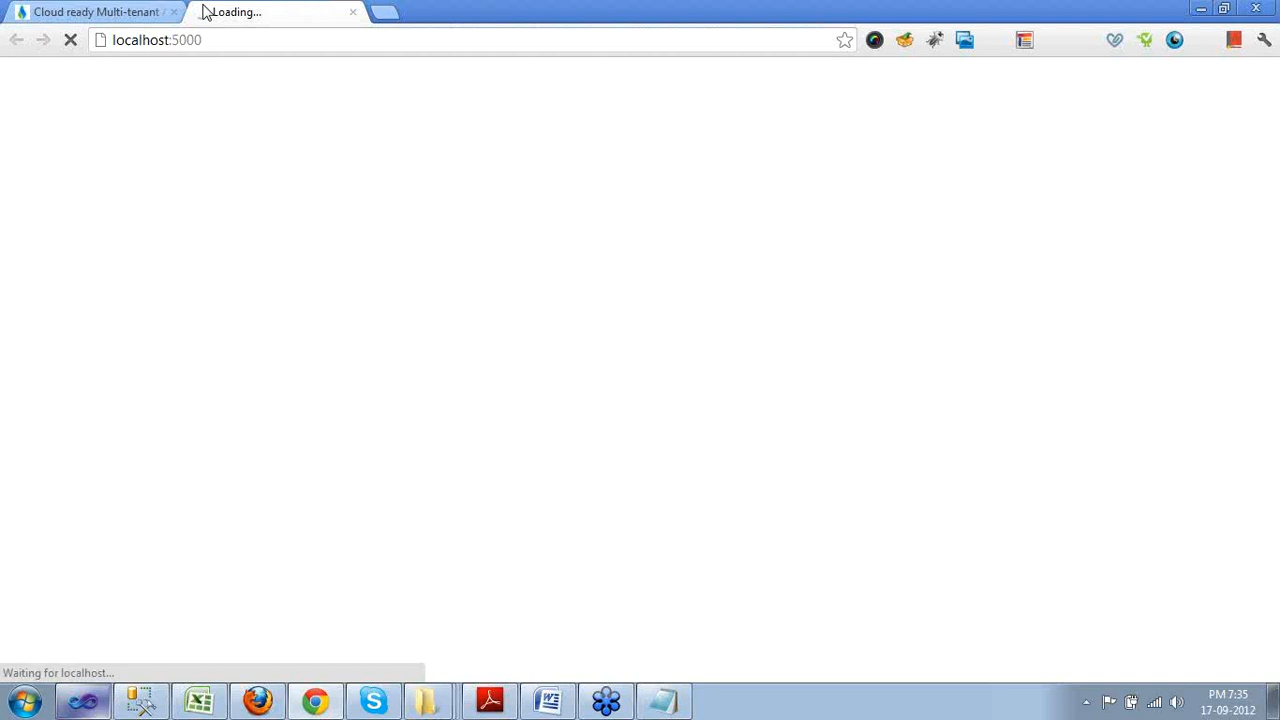 Cloud ready Multi-tenant
Loading...
localhost:5000
Waiting for localhost...
PM 7:35
17-09-2012